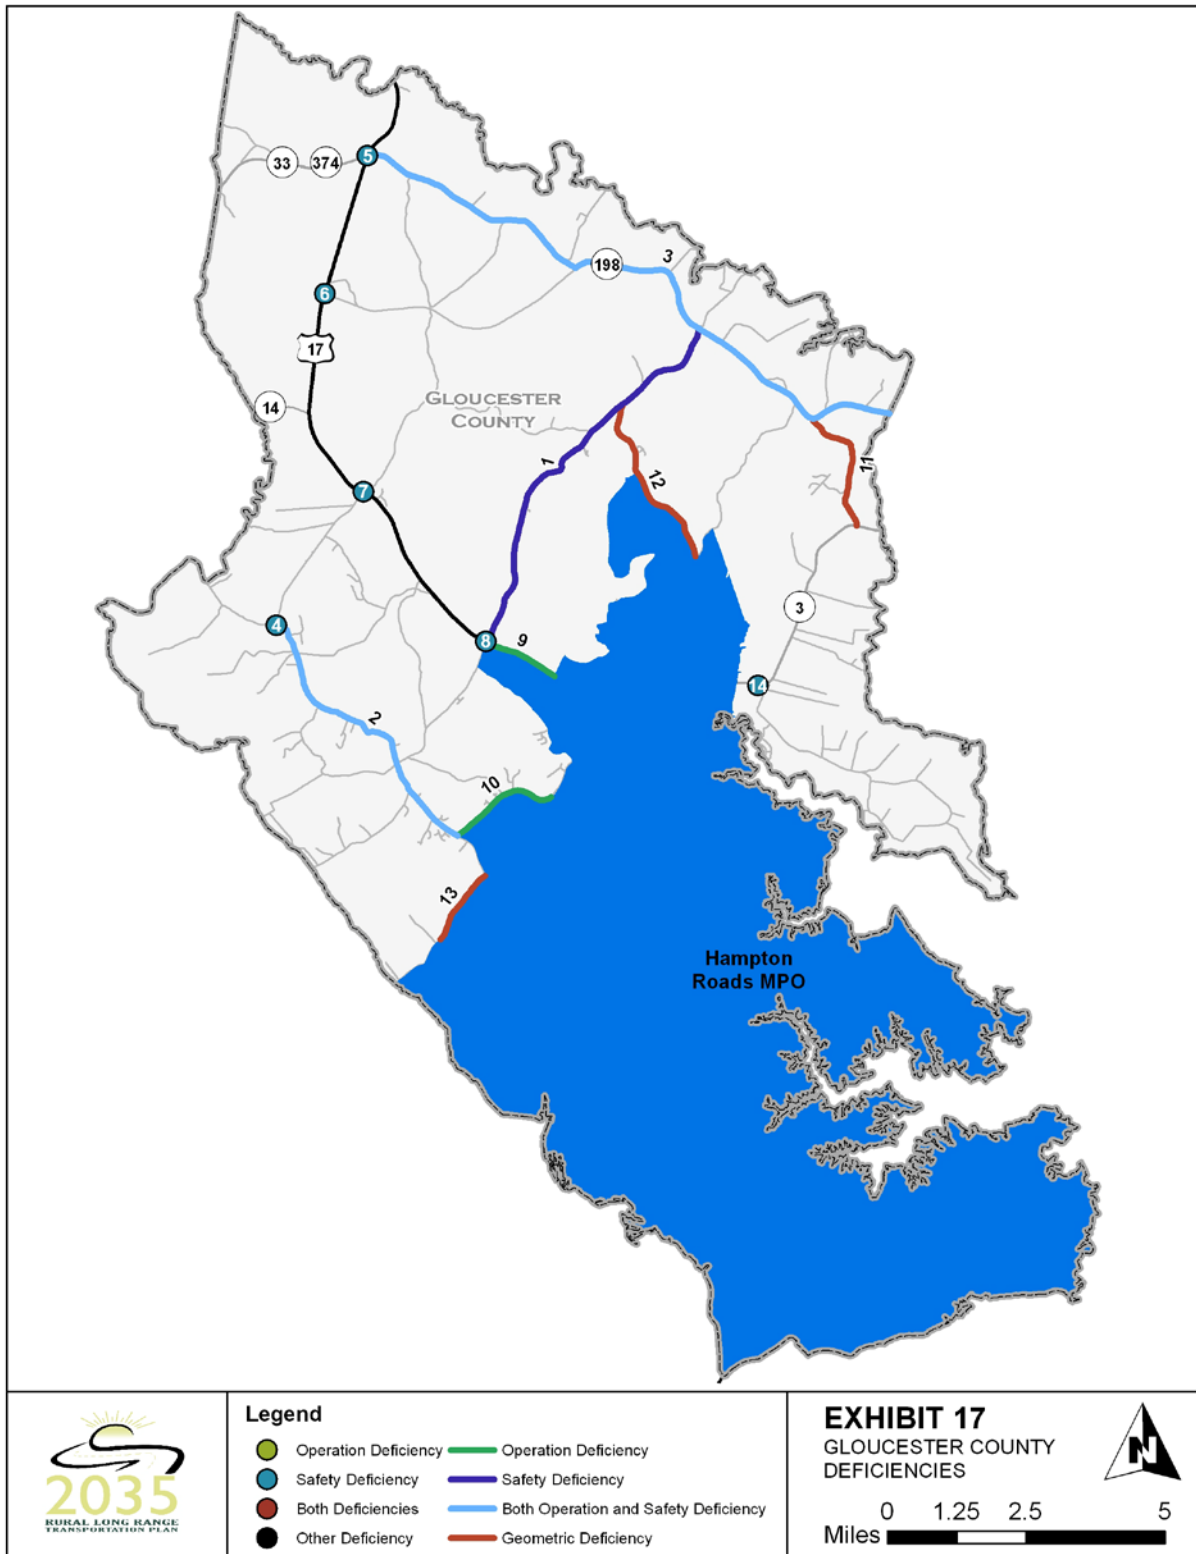 5
33
374
3
198
6
17
14
GLOUCESTER
COUNTY
1
12
11
7
3
4
8
9
14
2
10
13
Hampton
Roads MPO
2035
RURAL LONG RANGE
TRANSPORTATION PLAN
Legend
Operation Deficiency
Operation Deficiency
Safety Deficiency
Safety Deficiency
Both Deficiencies
Both Operation and Safety Deficiency
Other Deficiency
Geometric Deficiency
EXHIBIT 17
GLOUCESTER COUNTY
DEFICIENCIES
N
0 1.25 2.5 5
Miles